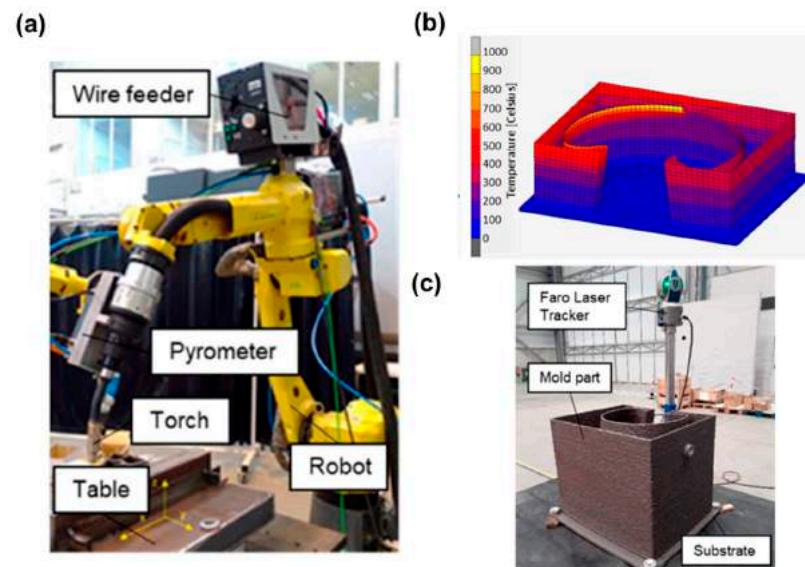 (a)
Wire feeder
Pyrometer
Torch
Table
Robot
(b)
1000
900
800
700
600
500
400
300
200
100
0
Temperature [Celsius]
(c)
Faro Laser
Tracker
Mold part
Substrate